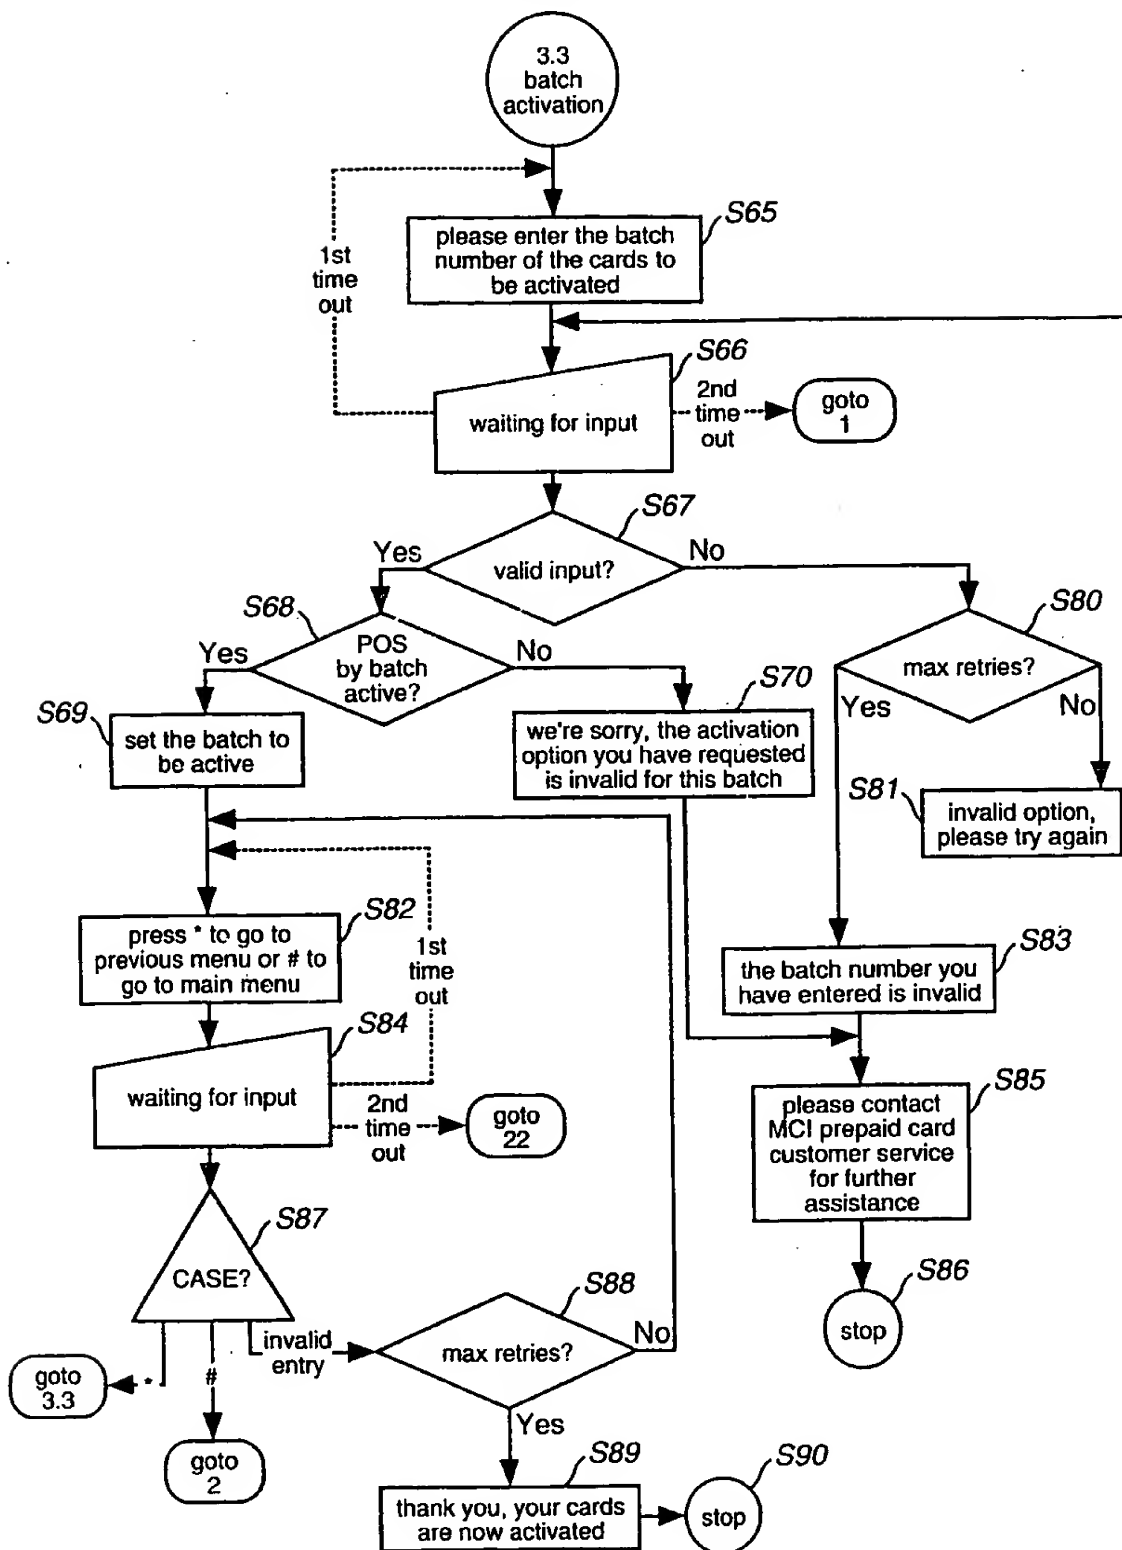 3.3
batch
activation
S65
please enter the batch
number of the cards to
be activated
1st
time
out
S66
waiting for input
2nd
time
out
goto
1
S67
valid input?
Yes
No
S68
POS
by batch
active?
Yes
No
S80
max retries?
Yes
No
S69
set the batch to
be active
S70
we're sorry, the activation
option you have requested
is invalid for this batch
S81
invalid option,
please try again
S82
press * to go to
previous menu or # to
go to main menu
1st
time
out
S83
the batch number you
have entered is invalid
S84
waiting for input
2nd
time
out
goto
22
S85
please contact
MCI prepaid card
customer service
for further
assistance
S87
CASE?
S86
stop
invalid
entry
S88
max retries?
No
Yes
*
goto
3.3
#
goto
2
S89
thank you, your cards
are now activated
S90
stop